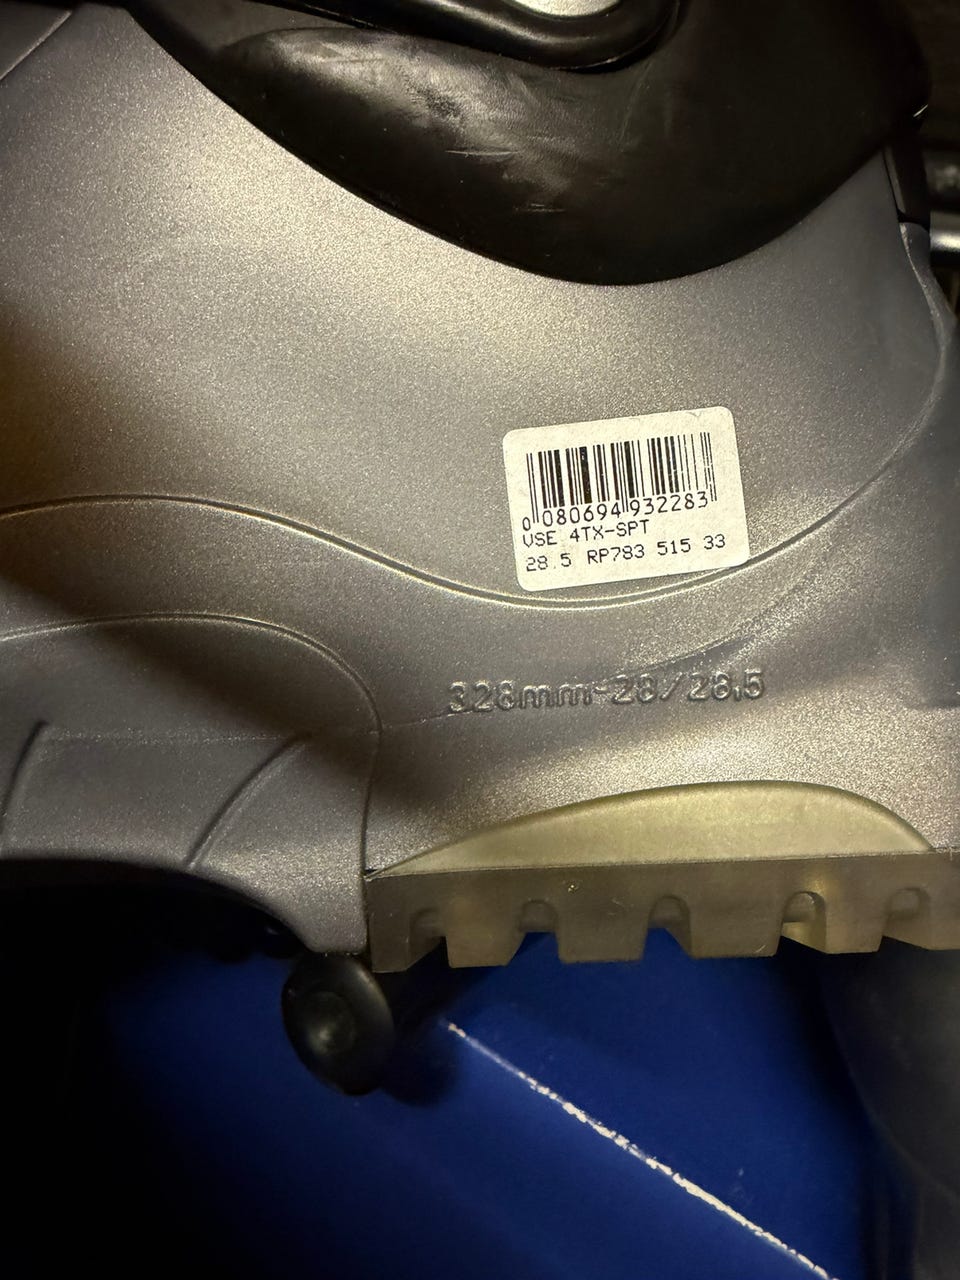 0 080694 932283
VSE 4TX-SPT
28.5 RP783 515 33
328mm-28/28.5